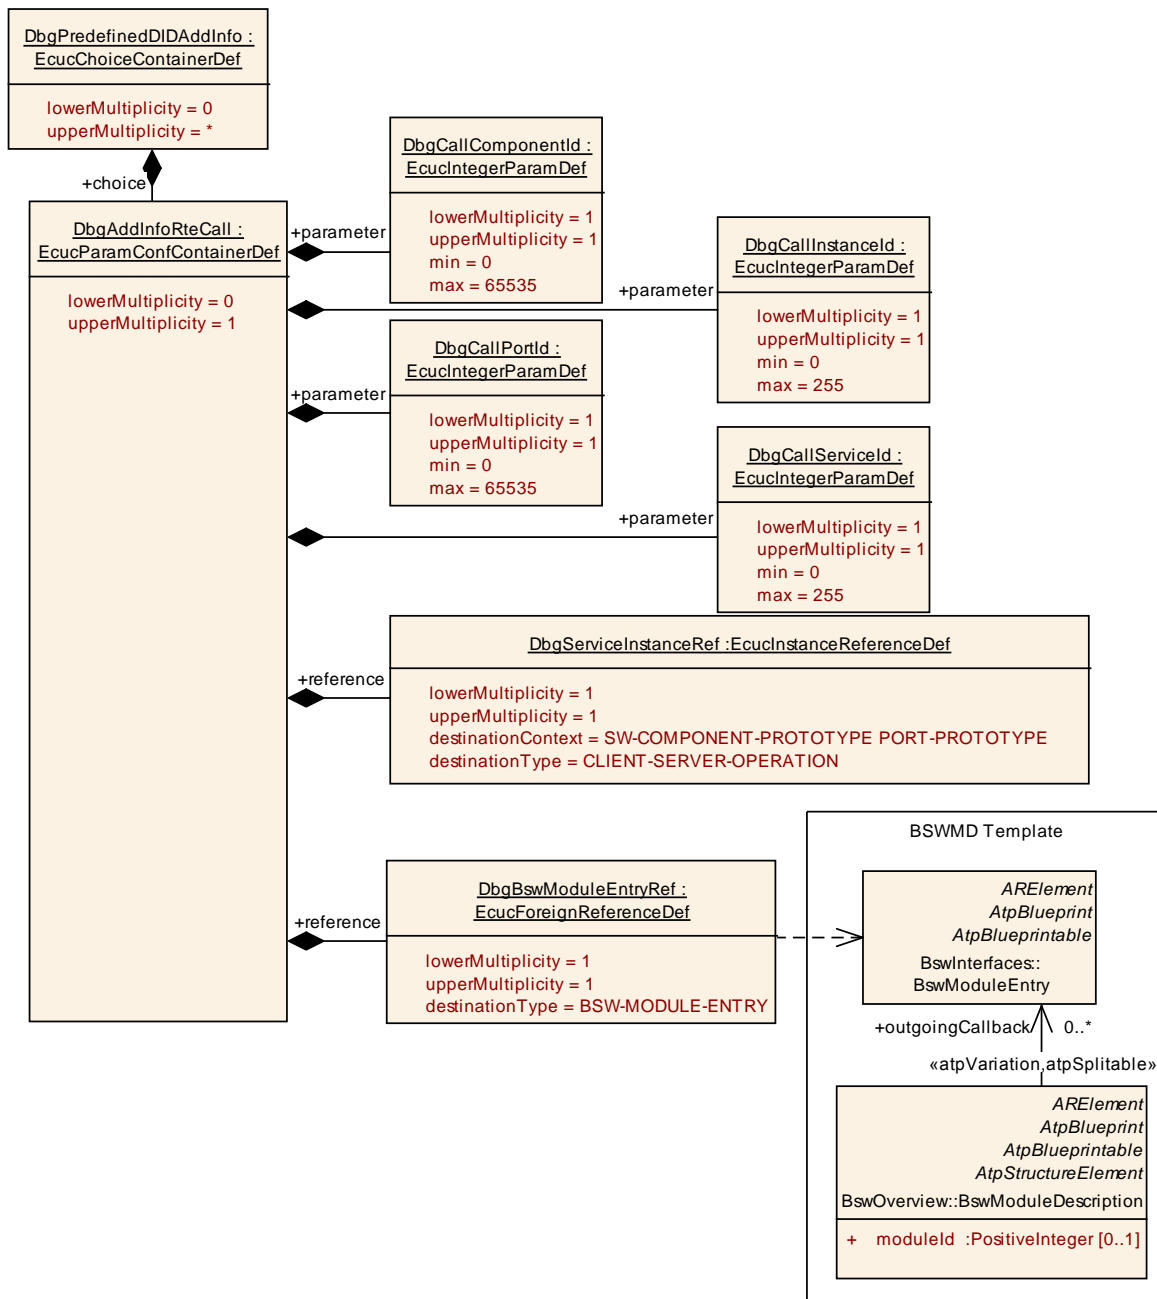 DbgPredefinedDIDAddInfo :
EcucChoiceContainerDef
lowerMultiplicity = 0
upperMultiplicity = *
+choice
DbgAddInfoRteCall :
EcucParamConfContainerDef
lowerMultiplicity = 0
upperMultiplicity = 1
+parameter
DbgCallComponentId :
EcucIntegerParamDef
lowerMultiplicity = 1
upperMultiplicity = 1
min = 0
max = 65535
+parameter
DbgCallInstanceId :
EcucIntegerParamDef
lowerMultiplicity = 1
upperMultiplicity = 1
min = 0
max = 255
+parameter
DbgCallPortId :
EcucIntegerParamDef
lowerMultiplicity = 1
upperMultiplicity = 1
min = 0
max = 65535
+parameter
DbgCallServiceId :
EcucIntegerParamDef
lowerMultiplicity = 1
upperMultiplicity = 1
min = 0
max = 255
+reference
DbgServiceInstanceRef :EcucInstanceReferenceDef
lowerMultiplicity = 1
upperMultiplicity = 1
destinationContext = SW-COMPONENT-PROTOTYPE PORT-PROTOTYPE
destinationType = CLIENT-SERVER-OPERATION
+reference
DbgBswModuleEntryRef :
EcucForeignReferenceDef
lowerMultiplicity = 1
upperMultiplicity = 1
destinationType = BSW-MODULE-ENTRY
BSWMD Template
ARElement
AtpBlueprint
AtpBlueprintable
BswInterfaces::
BswModuleEntry
+outgoingCallback 0..*
«atpVariation,atpSplitable»
ARElement
AtpBlueprint
AtpBlueprintable
AtpStructureElement
BswOverview::BswModuleDescription
+ moduleId :PositiveInteger [0..1]